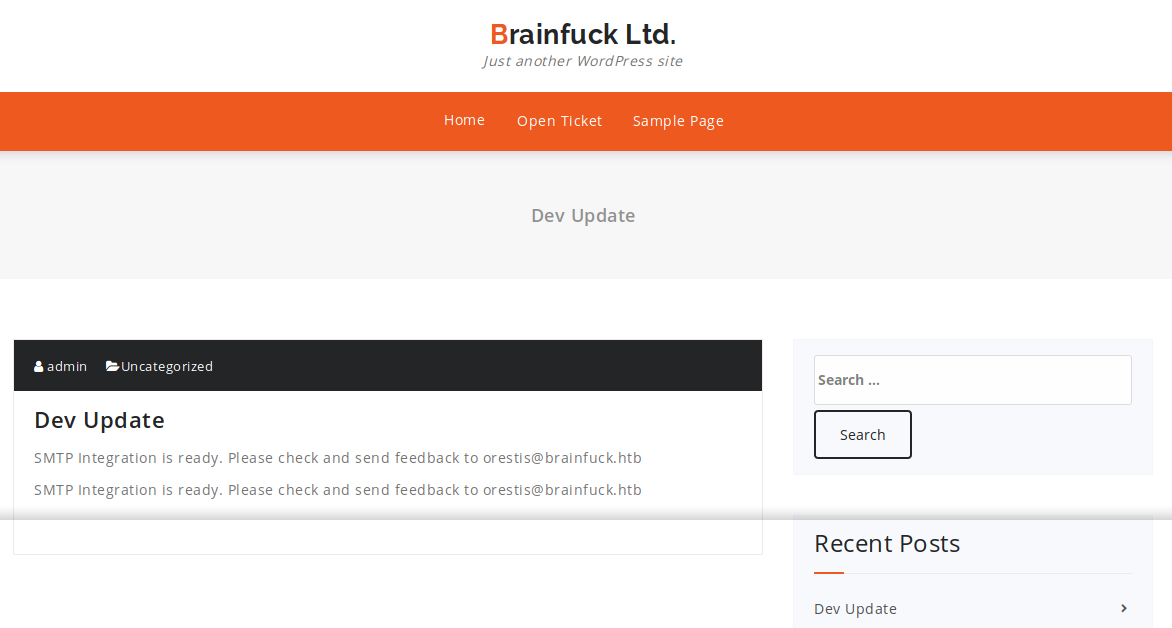 Brainfuck Ltd.
Just another WordPress site
Home Open Ticket Sample Page
Dev Update
admin Uncategorized
Dev Update
SMTP Integration is ready. Please check and send feedback to orestis@brainfuck.htb
SMTP Integration is ready. Please check and send feedback to orestis@brainfuck.htb
Search ...
Search
Recent Posts
Dev Update